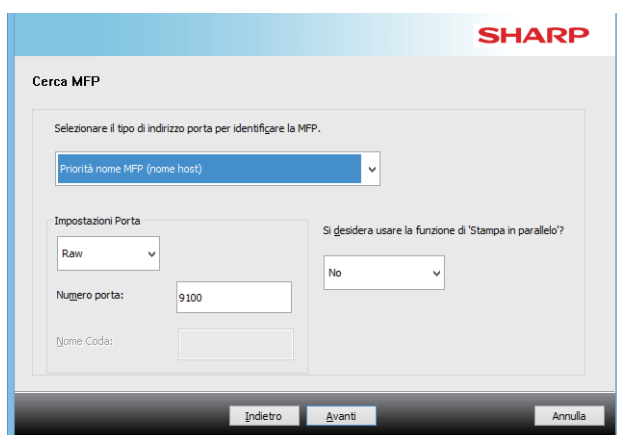 SHARP
Cerca MFP
Selezionare il tipo di indirizzo porta per identificare la MFP.
Priorità nome MFP (nome host)
Impostazioni Porta
Raw
Numero porta:
9100
Nome Coda:
Si desidera usare la funzione di 'Stampa in parallelo'?
No
Indietro
Avanti
Annulla